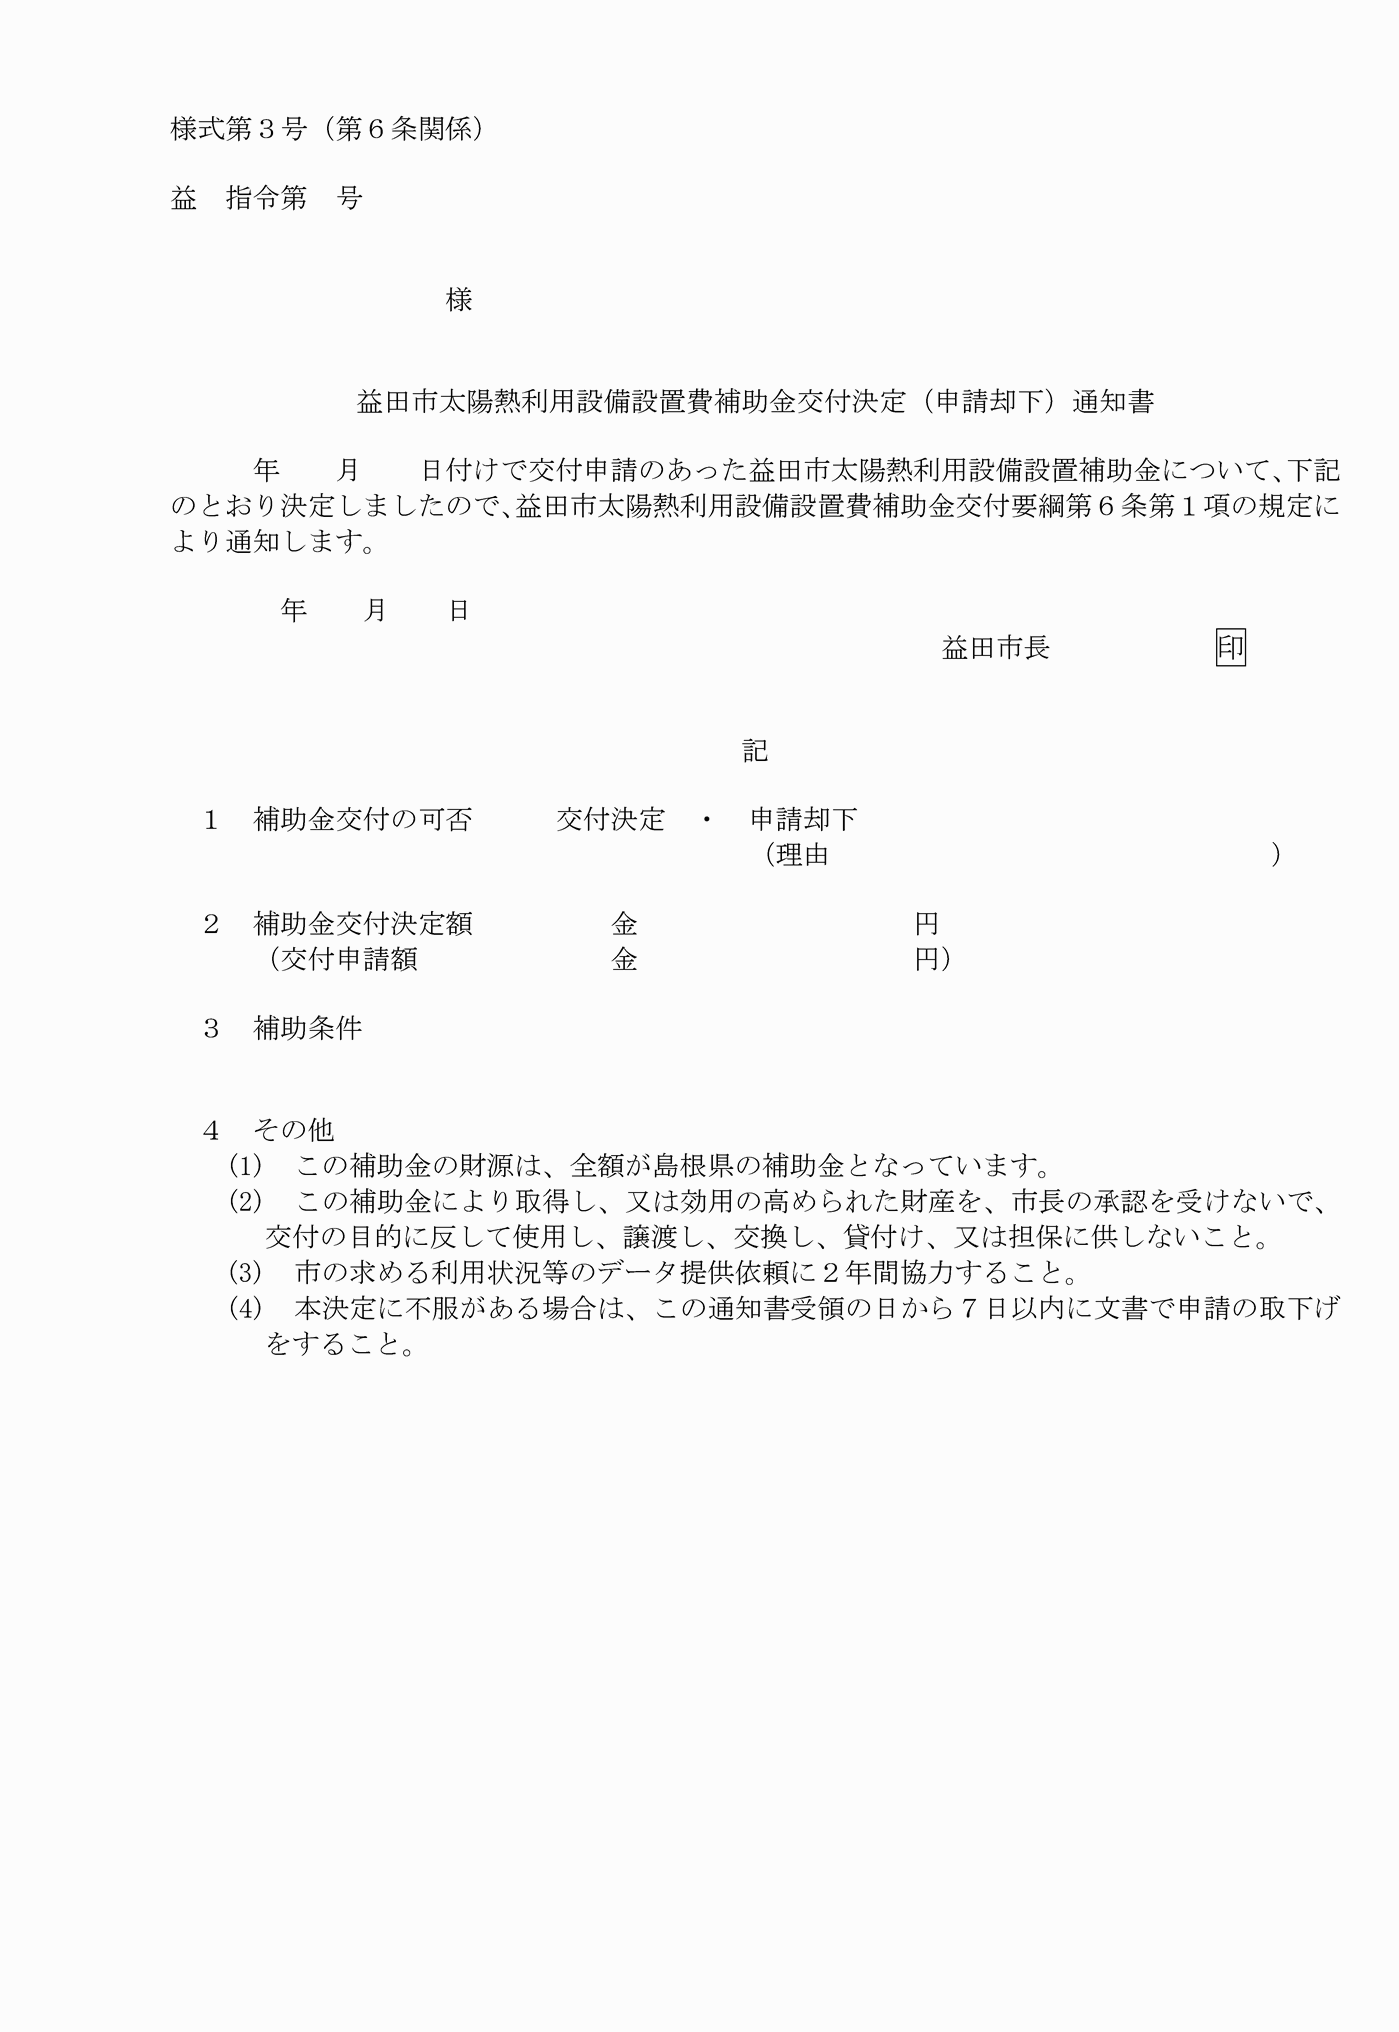 様式第３号（第６条関係）
益　指令第　号
様
益田市太陽熱利用設備設置費補助金交付決定（申請却下）通知書
年　　月　　日付けで交付申請のあった益田市太陽熱利用設備設置補助金について、下記
のとおり決定しましたので、益田市太陽熱利用設備設置費補助金交付要綱第６条第１項の規定に
より通知します。
年　　月　　日
益田市長　　　　　　印
記
１　補助金交付の可否　　　交付決定　・　申請却下
（理由　　　　　　　　　　　　　　　　）
２　補助金交付決定額　　　　　金　　　　　　　　　　円
（交付申請額　　　　　　　金　　　　　　　　　　円）
３　補助条件
４　その他
(1)　この補助金の財源は、全額が島根県の補助金となっています。
(2)　この補助金により取得し、又は効用の高められた財産を、市長の承認を受けないで、
交付の目的に反して使用し、譲渡し、交換し、貸付け、又は担保に供しないこと。
(3)　市の求める利用状況等のデータ提供依頼に２年間協力すること。
(4)　本決定に不服がある場合は、この通知書受領の日から７日以内に文書で申請の取下げ
をすること。